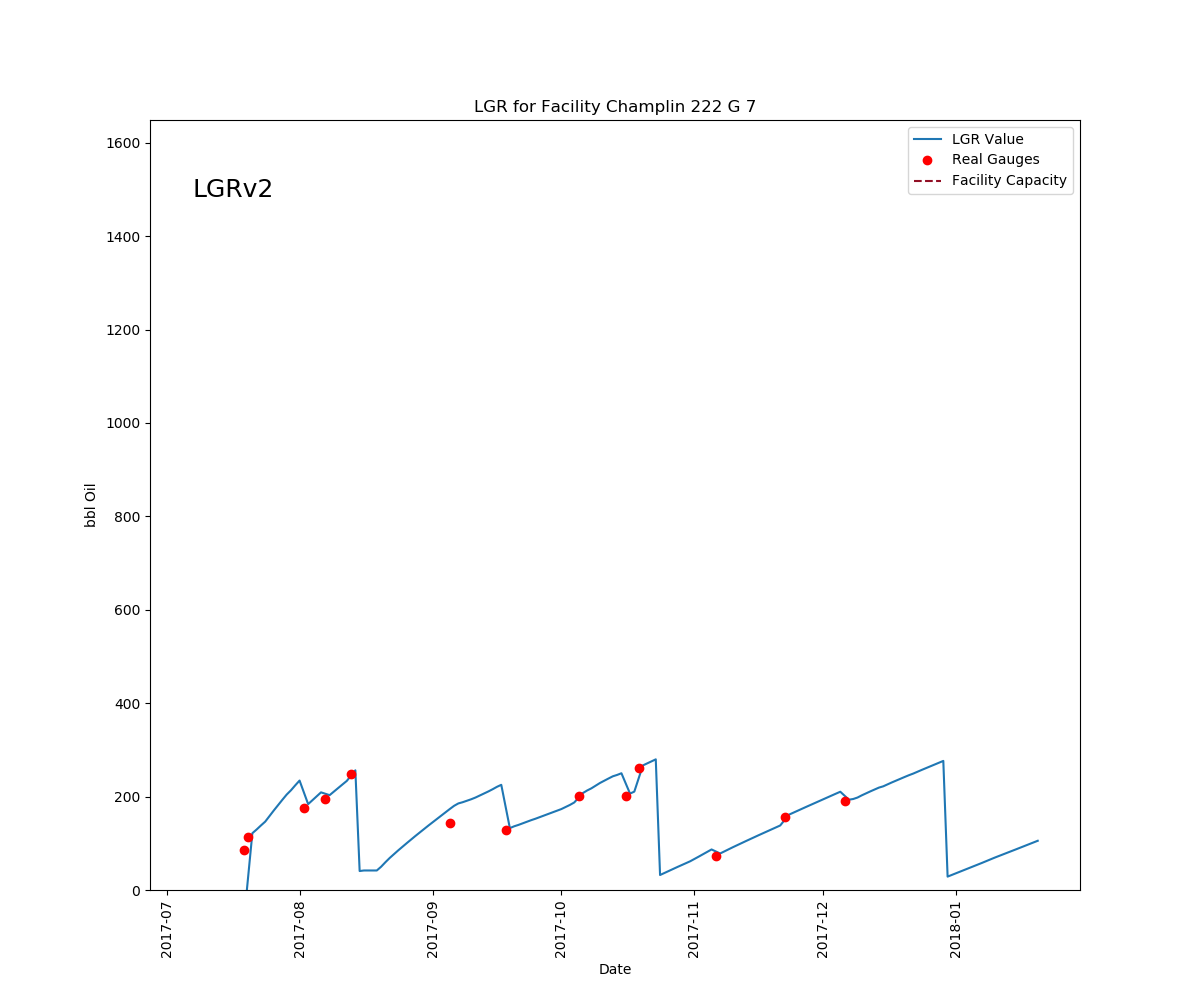 LGR for Facility Champlin 222 G 7
LGRv2
LGR Value
Real Gauges
Facility Capacity
1600
1400
1200
1000
800
600
400
200
0
bbl Oil
2017-07
2017-08
2017-09
2017-10
2017-11
2017-12
2018-01
Date